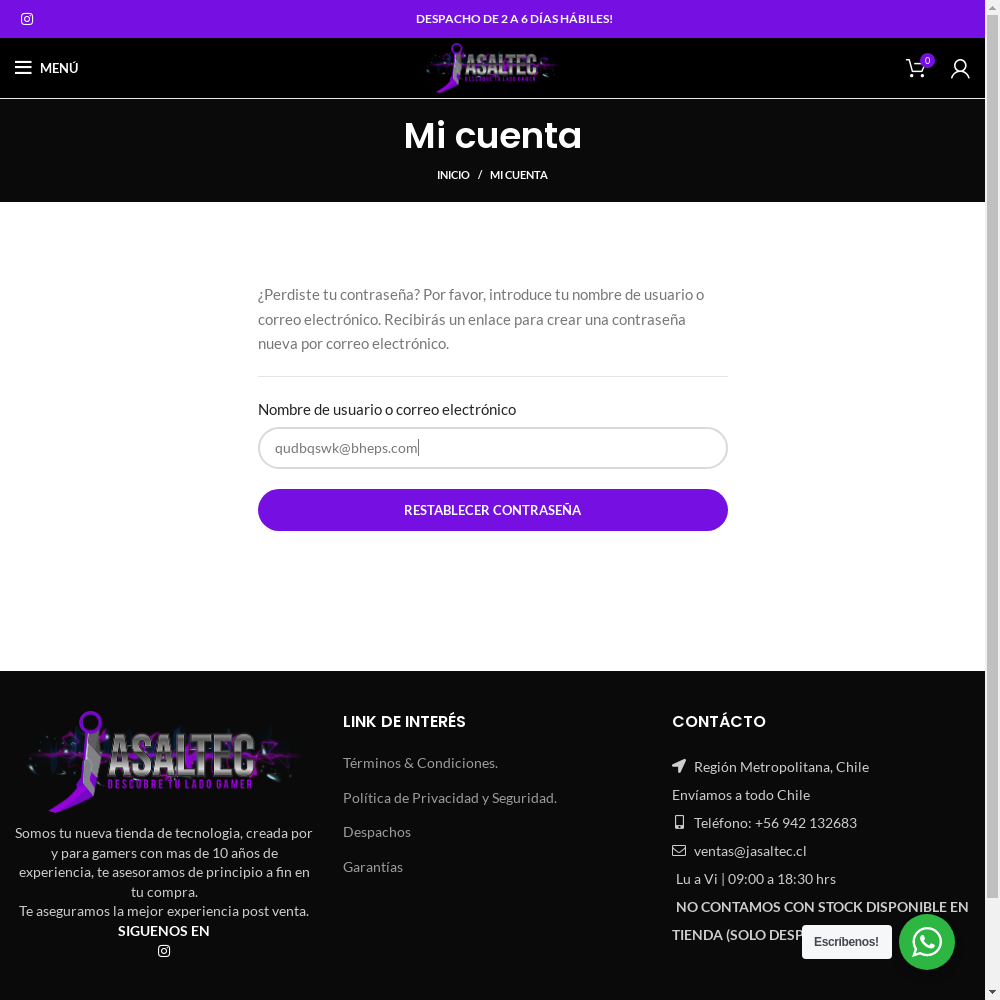 DESPACHO DE 2 A 6 DÍAS HÁBILES!
MENÚ
JASALTEC
DESCUBRE TU LADO GAMER
0
Mi cuenta
INICIO / MI CUENTA
¿Perdiste tu contraseña? Por favor, introduce tu nombre de usuario o
correo electrónico. Recibirás un enlace para crear una contraseña
nueva por correo electrónico.
Nombre de usuario o correo electrónico
qudbqswk@bheps.com
RESTABLECER CONTRASEÑA
JASALTEC
DESCUBRE TU LADO GAMER
Somos tu nueva tienda de tecnologia, creada por
y para gamers con mas de 10 años de
experiencia, te asesoramos de principio a fin en
tu compra.
Te aseguramos la mejor experiencia post venta.
SIGUENOS EN
LINK DE INTERÉS
Términos & Condiciones.
Política de Privacidad y Seguridad.
Despachos
Garantías
CONTÁCTO
Región Metropolitana, Chile
Envíamos a todo Chile
Teléfono: +56 942 132683
ventas@jasaltec.cl
Lu a Vi | 09:00 a 18:30 hrs
NO CONTAMOS CON STOCK DISPONIBLE EN
TIENDA (SOLO DESP
Escríbenos!